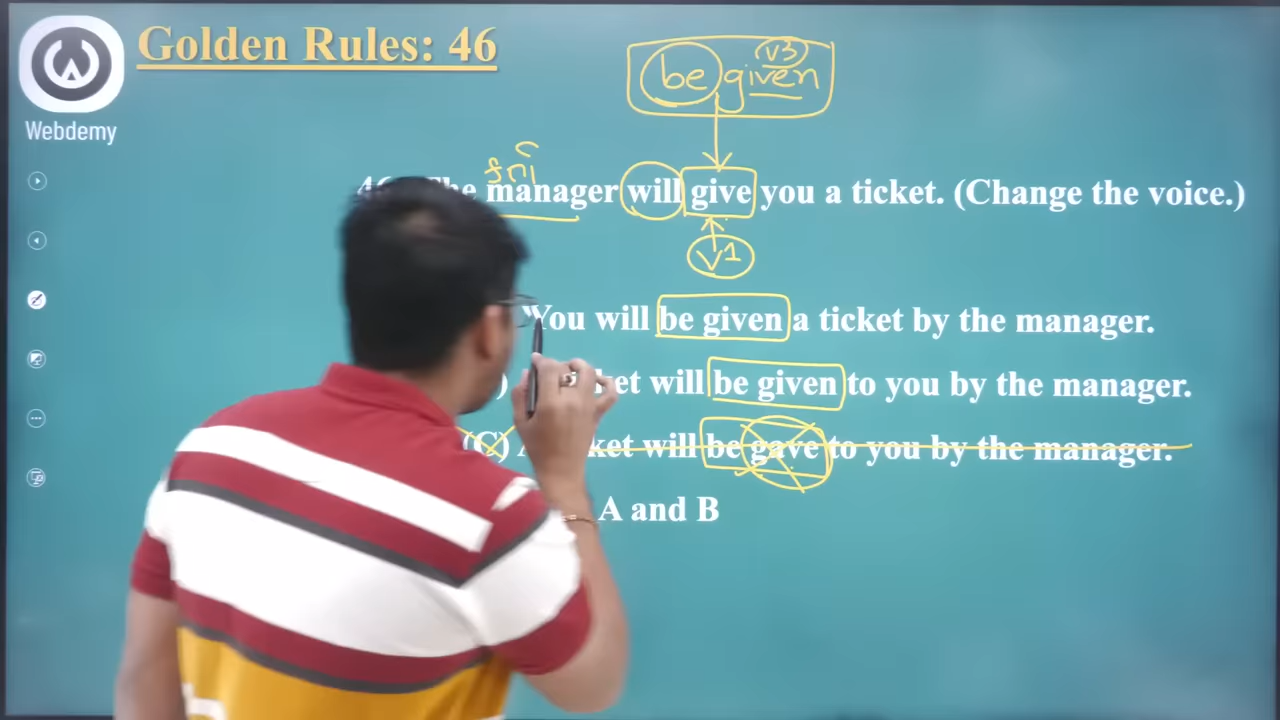 Golden Rules: 46
Webdemy
v3
be given
कर्ता
The manager will give you a ticket. (Change the voice.)
V1
You will be given a ticket by the manager.
) ket will be given to you by the manager.
(C) A ket will be gave to you by the manager.
A and B